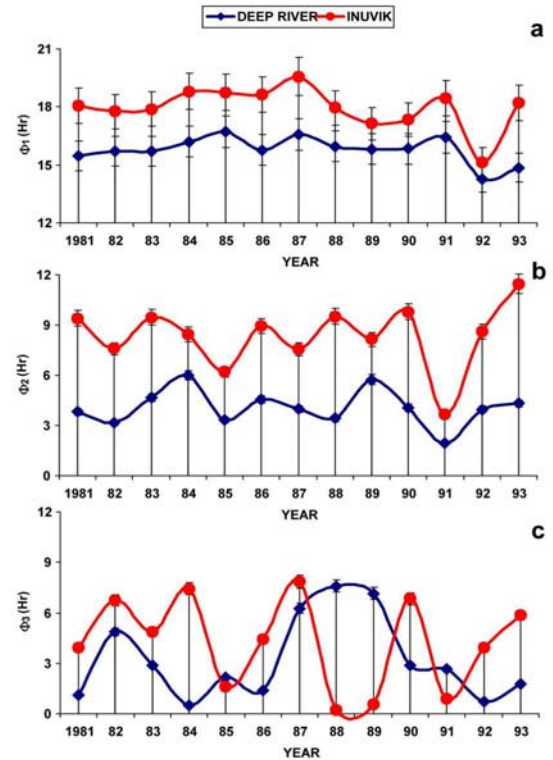 DEEP RIVER INUVIK
a
21
18
15
12
Φ1 (Hr)
1981 82 83 84 85 86 87 88 89 90 91 92 93
YEAR
b
12
9
6
3
0
Φ2 (Hr)
1981 82 83 84 85 86 87 88 89 90 91 92 93
YEAR
c
12
9
6
3
0
Φ3 (Hr)
1981 82 83 84 85 86 87 88 89 90 91 92 93
YEAR